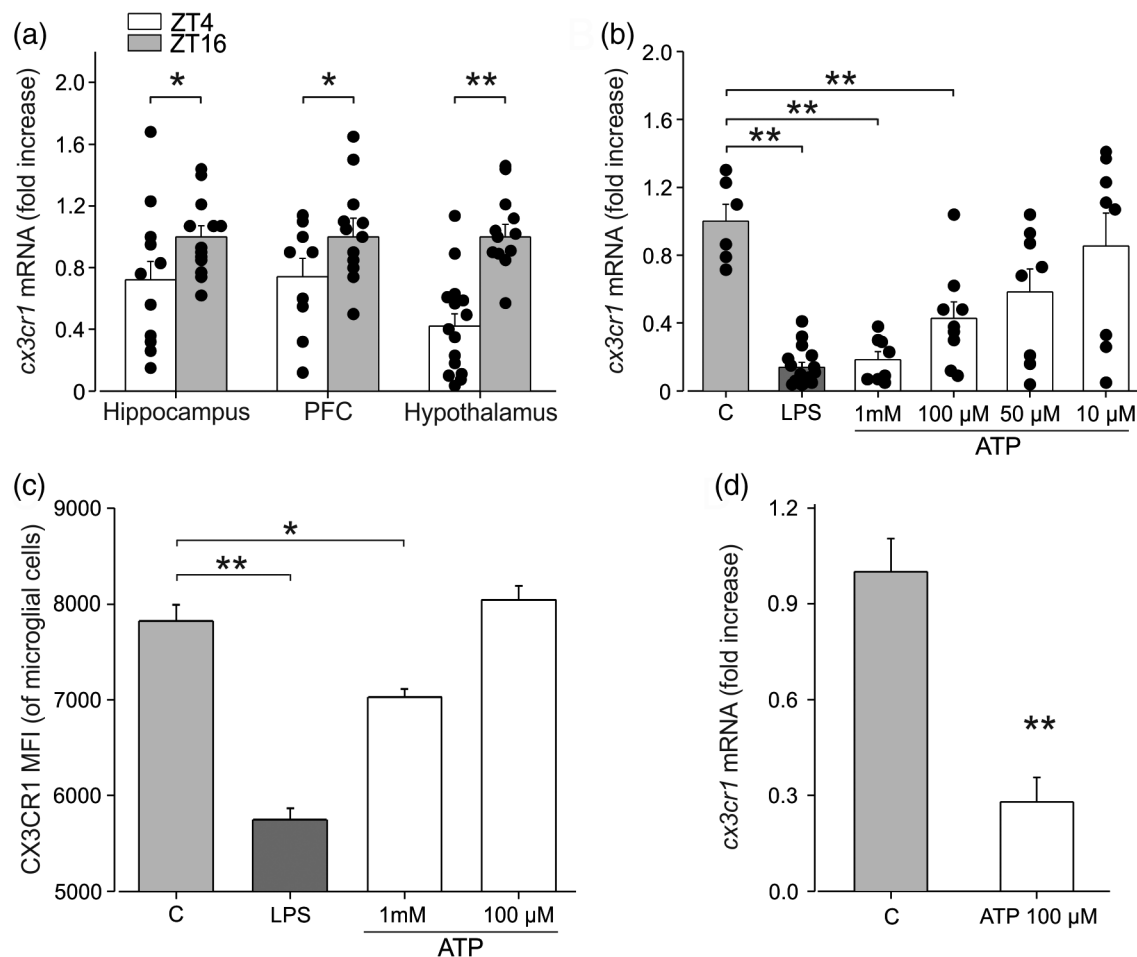 (a)
ZT4
ZT16
cx3cr1 mRNA (fold increase)
2.0
1.6
1.2
0.8
0.4
0
* * **
Hippocampus PFC Hypothalamus
(b)
cx3cr1 mRNA (fold increase)
2.0
1.6
1.2
0.8
0.4
0
**
**
**
C LPS 1mM 100 µM 50 µM 10 µM
ATP
(c)
CX3CR1 MFI (of microglial cells)
9000
8000
7000
6000
5000
*
**
C LPS 1mM 100 µM
ATP
(d)
cx3cr1 mRNA (fold increase)
1.2
0.9
0.6
0.3
0.0
**
C ATP 100 µM